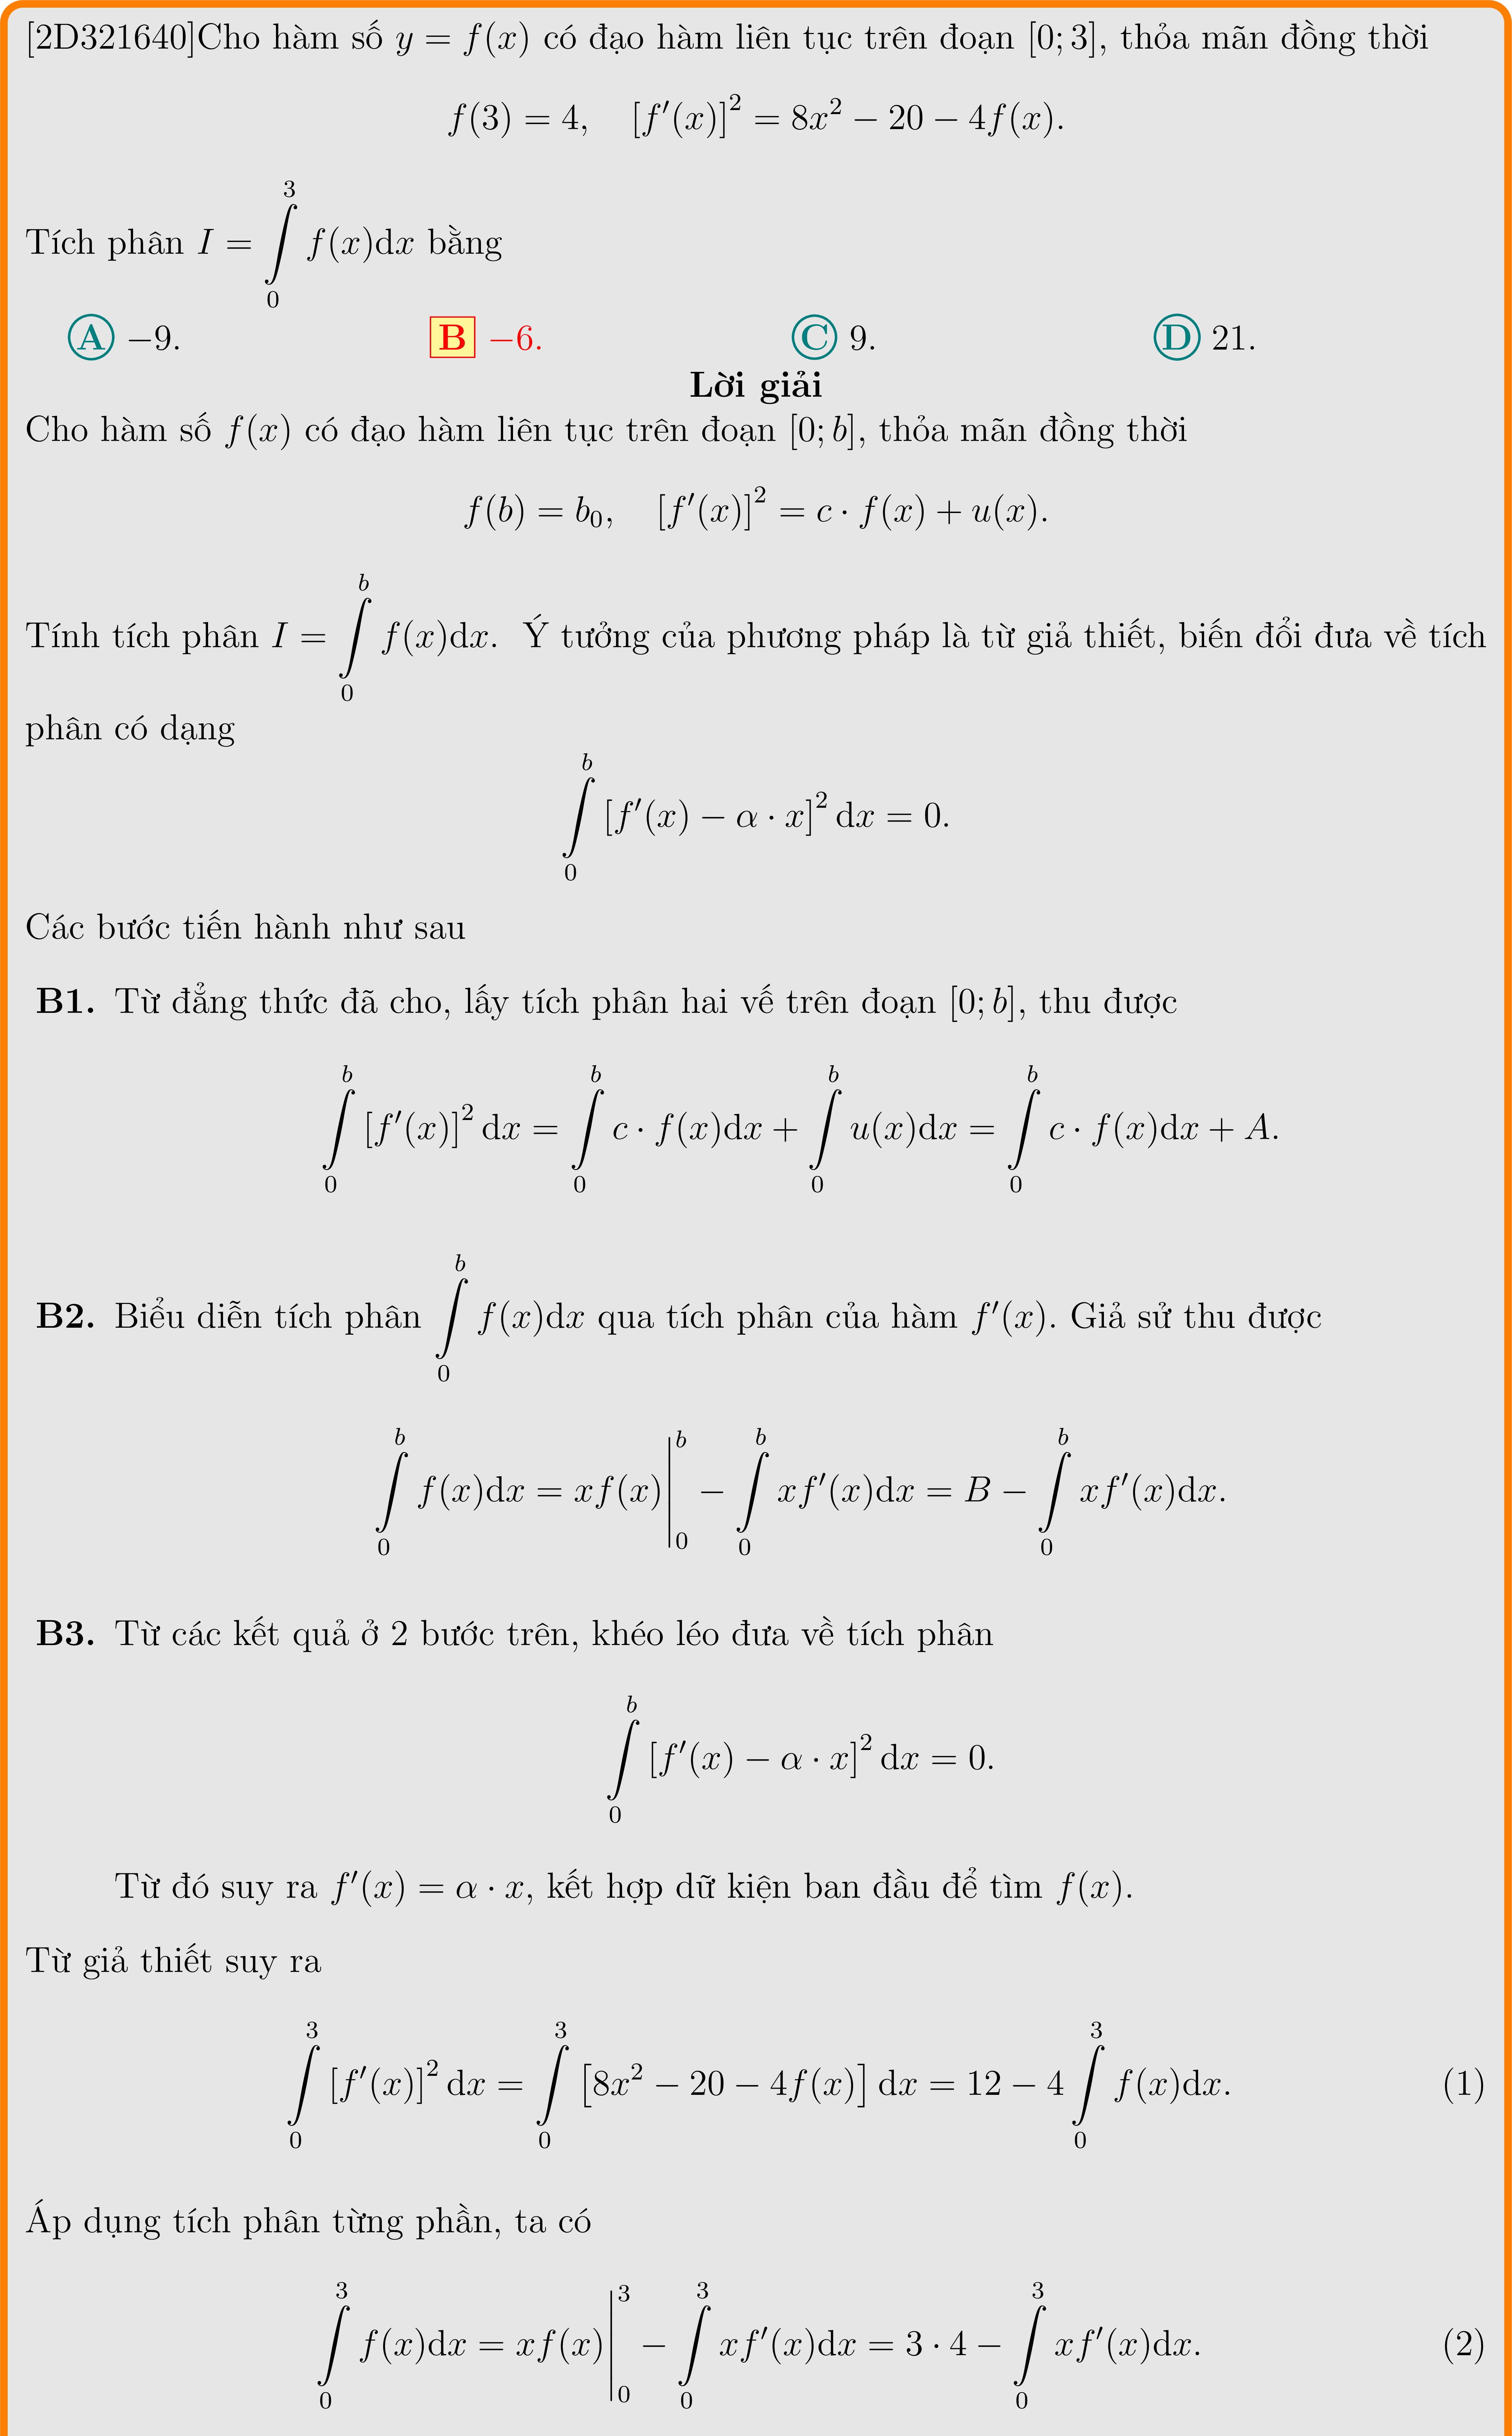 [2D321640]Cho hàm số $y = f(x)$ có đạo hàm liên tục trên đoạn $[0; 3]$, thỏa mãn đồng thời
$f(3) = 4, \quad [f'(x)]^2 = 8x^2 - 20 - 4f(x).$
Tích phân $I = \int\limits_0^3 f(x)\mathrm{d}x$ bằng
A −9. B −6. C 9. D 21.
Lời giải
Cho hàm số $f(x)$ có đạo hàm liên tục trên đoạn $[0; b]$, thỏa mãn đồng thời
$f(b) = b_0, \quad [f'(x)]^2 = c \cdot f(x) + u(x).$
Tính tích phân $I = \int\limits_0^b f(x)\mathrm{d}x.$ Ý tưởng của phương pháp là từ giả thiết, biến đổi đưa về tích
phân có dạng
$\int\limits_0^b [f'(x) - \alpha \cdot x]^2 \mathrm{d}x = 0.$
Các bước tiến hành như sau
B1. Từ đẳng thức đã cho, lấy tích phân hai vế trên đoạn $[0; b]$, thu được
$\int\limits_0^b [f'(x)]^2 \mathrm{d}x = \int\limits_0^b c \cdot f(x)\mathrm{d}x + \int\limits_0^b u(x)\mathrm{d}x = \int\limits_0^b c \cdot f(x)\mathrm{d}x + A.$
B2. Biểu diễn tích phân $\int\limits_0^b f(x)\mathrm{d}x$ qua tích phân của hàm $f'(x)$. Giả sử thu được
$\int\limits_0^b f(x)\mathrm{d}x = xf(x)\Big|_0^b - \int\limits_0^b xf'(x)\mathrm{d}x = B - \int\limits_0^b xf'(x)\mathrm{d}x.$
B3. Từ các kết quả ở 2 bước trên, khéo léo đưa về tích phân
$\int\limits_0^b [f'(x) - \alpha \cdot x]^2 \mathrm{d}x = 0.$
Từ đó suy ra $f'(x) = \alpha \cdot x$, kết hợp dữ kiện ban đầu để tìm $f(x)$.
Từ giả thiết suy ra
$\int\limits_0^3 [f'(x)]^2 \mathrm{d}x = \int\limits_0^3 \left[8x^2 - 20 - 4f(x)\right] \mathrm{d}x = 12 - 4\int\limits_0^3 f(x)\mathrm{d}x.$ (1)
Áp dụng tích phân từng phần, ta có
$\int\limits_0^3 f(x)\mathrm{d}x = xf(x)\Big|_0^3 - \int\limits_0^3 xf'(x)\mathrm{d}x = 3 \cdot 4 - \int\limits_0^3 xf'(x)\mathrm{d}x.$ (2)